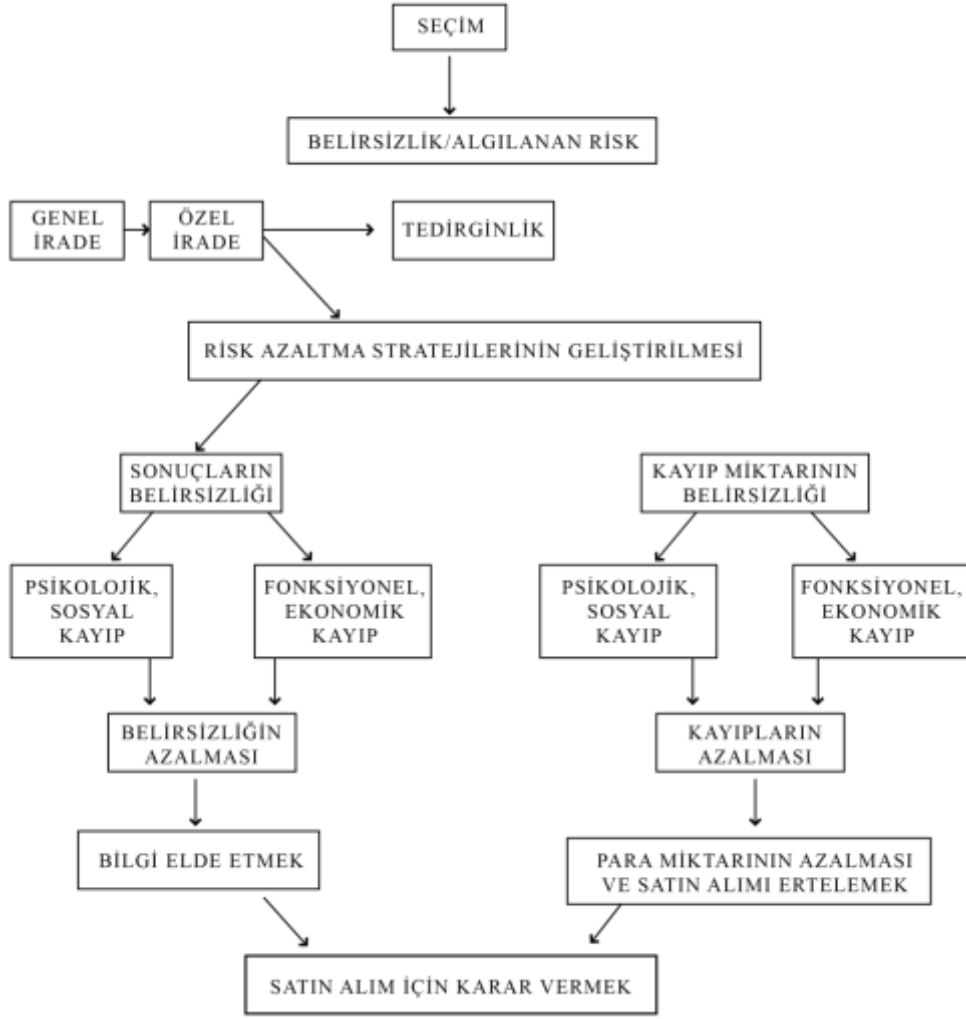 SEÇİM
BELİRSİZLİK/ALGILANAN RİSK
GENEL
İRADE
ÖZEL
İRADE
TEDİRGİNLİK
RİSK AZALTMA STRATEJİLERİNİN GELİŞTİRİLMESİ
SONUÇLARIN
BELİRSİZLİĞİ
KAYIP MİKTARININ
BELİRSİZLİĞİ
PSİKOLOJİK,
SOSYAL
KAYIP
FONKSİYONEL,
EKONOMİK
KAYIP
PSİKOLOJİK,
SOSYAL
KAYIP
FONKSİYONEL,
EKONOMİK
KAYIP
BELİRSİZLİĞİN
AZALMASI
KAYIPLARIN
AZALMASI
BİLGİ ELDE ETMEK
PARA MİKTARININ AZALMASI
VE SATIN ALIMI ERTELEMEK
SATIN ALIM İÇİN KARAR VERMEK